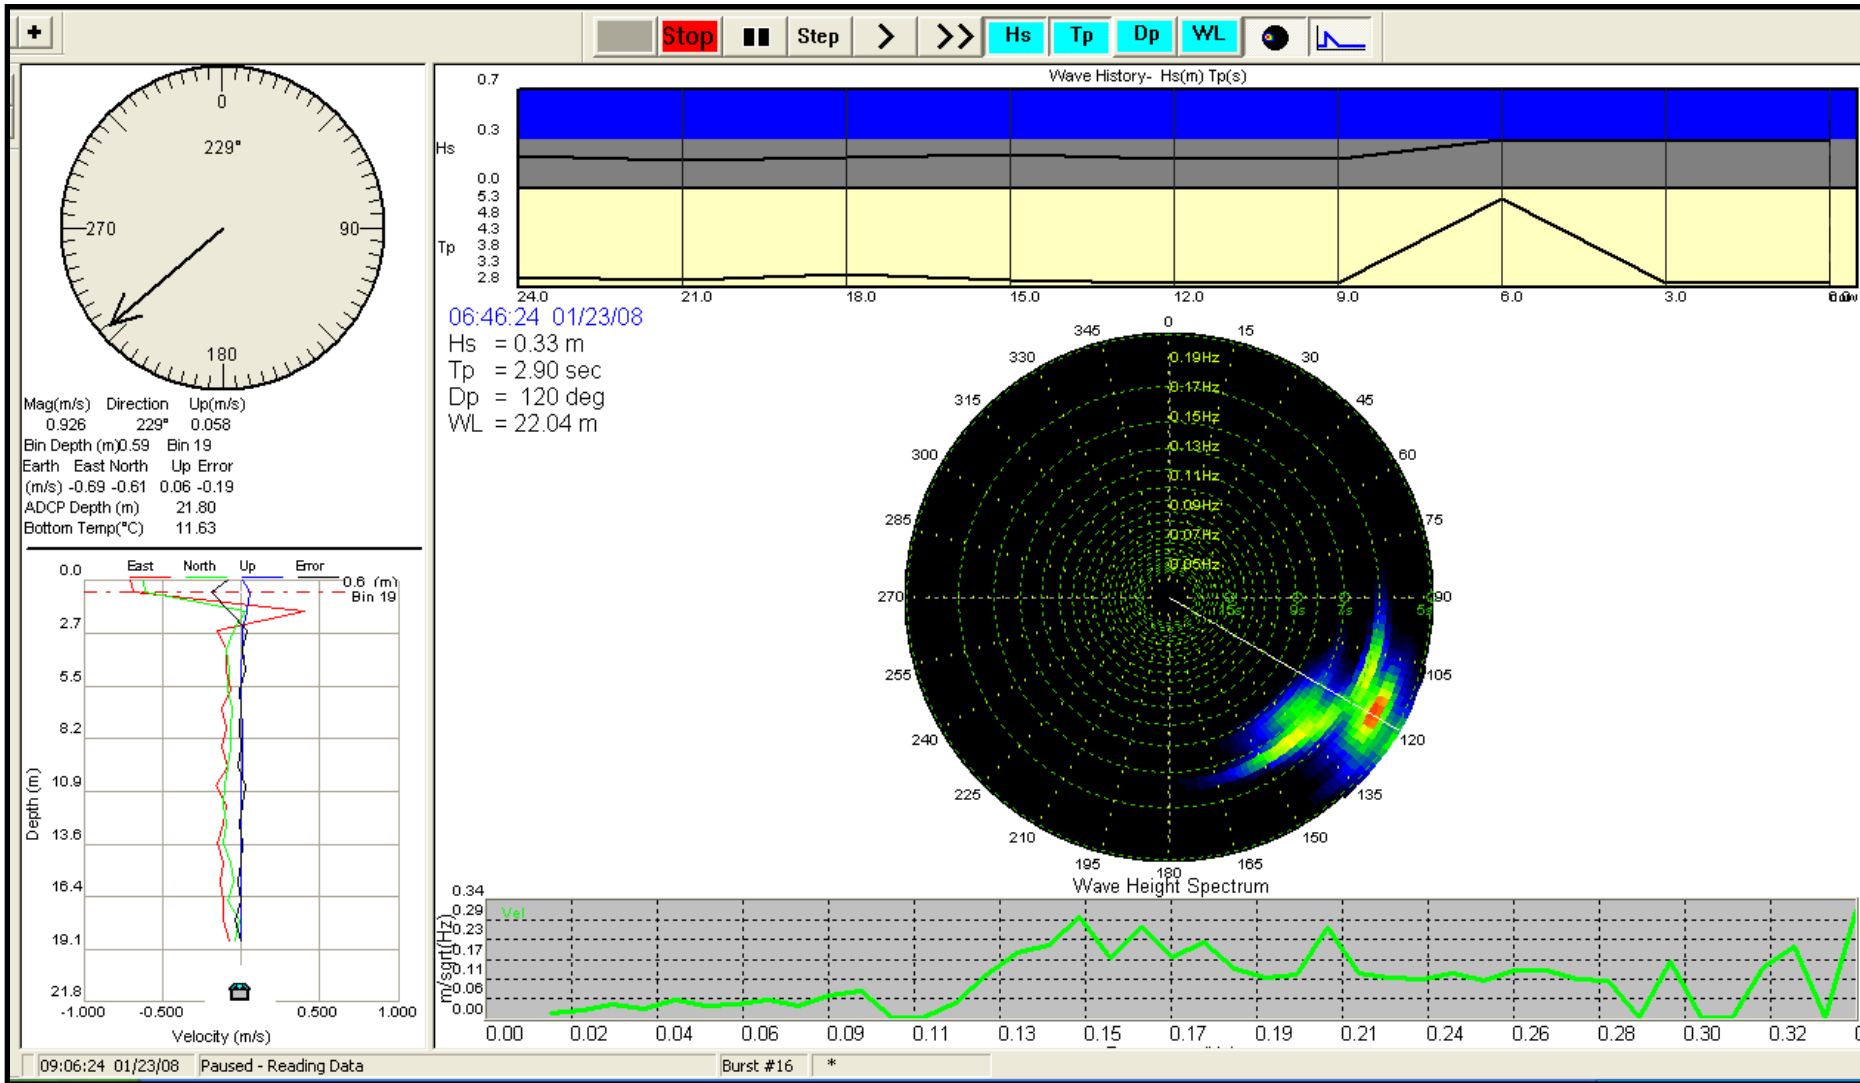 +
Stop
Step
>
>>
Hs
Tp
Dp
WL
0
229°
270
90
180
Mag(m/s) Direction Up(m/s)
0.926 229° 0.058
Bin Depth (m)0.59 Bin 19
Earth East North Up Error
(m/s) -0.69 -0.61 0.06 -0.19
ADCP Depth (m) 21.80
Bottom Temp(°C) 11.63
East North Up Error
0.6 (m)
Bin 19
0.0
2.7
5.5
8.2
10.9
13.6
16.4
19.1
21.8
Depth (m)
-1.000 -0.500 0.500 1.000
Velocity (m/s)
Wave History- Hs(m) Tp(s)
0.7
0.3
Hs
0.0
5.3
4.8
4.3
Tp
3.8
3.3
2.8
24.0 21.0 18.0 15.0 12.0 9.0 6.0 3.0
06:46:24 01/23/08
Hs = 0.33 m
Tp = 2.90 sec
Dp = 120 deg
WL = 22.04 m
0
15
30
45
60
75
90
105
120
135
150
165
180
195
210
225
240
255
270
285
300
315
330
345
0.19Hz
0.17Hz
0.15Hz
0.13Hz
0.11Hz
0.09Hz
0.07Hz
0.05Hz
15s 9s 7s 5s
Wave Height Spectrum
Vel
m/sqrt(Hz)
0.34
0.29
0.23
0.17
0.11
0.06
0.00
0.00 0.02 0.04 0.06 0.09 0.11 0.13 0.15 0.17 0.19 0.21 0.24 0.26 0.28 0.30 0.32
09:06:24 01/23/08 Paused - Reading Data Burst #16 *